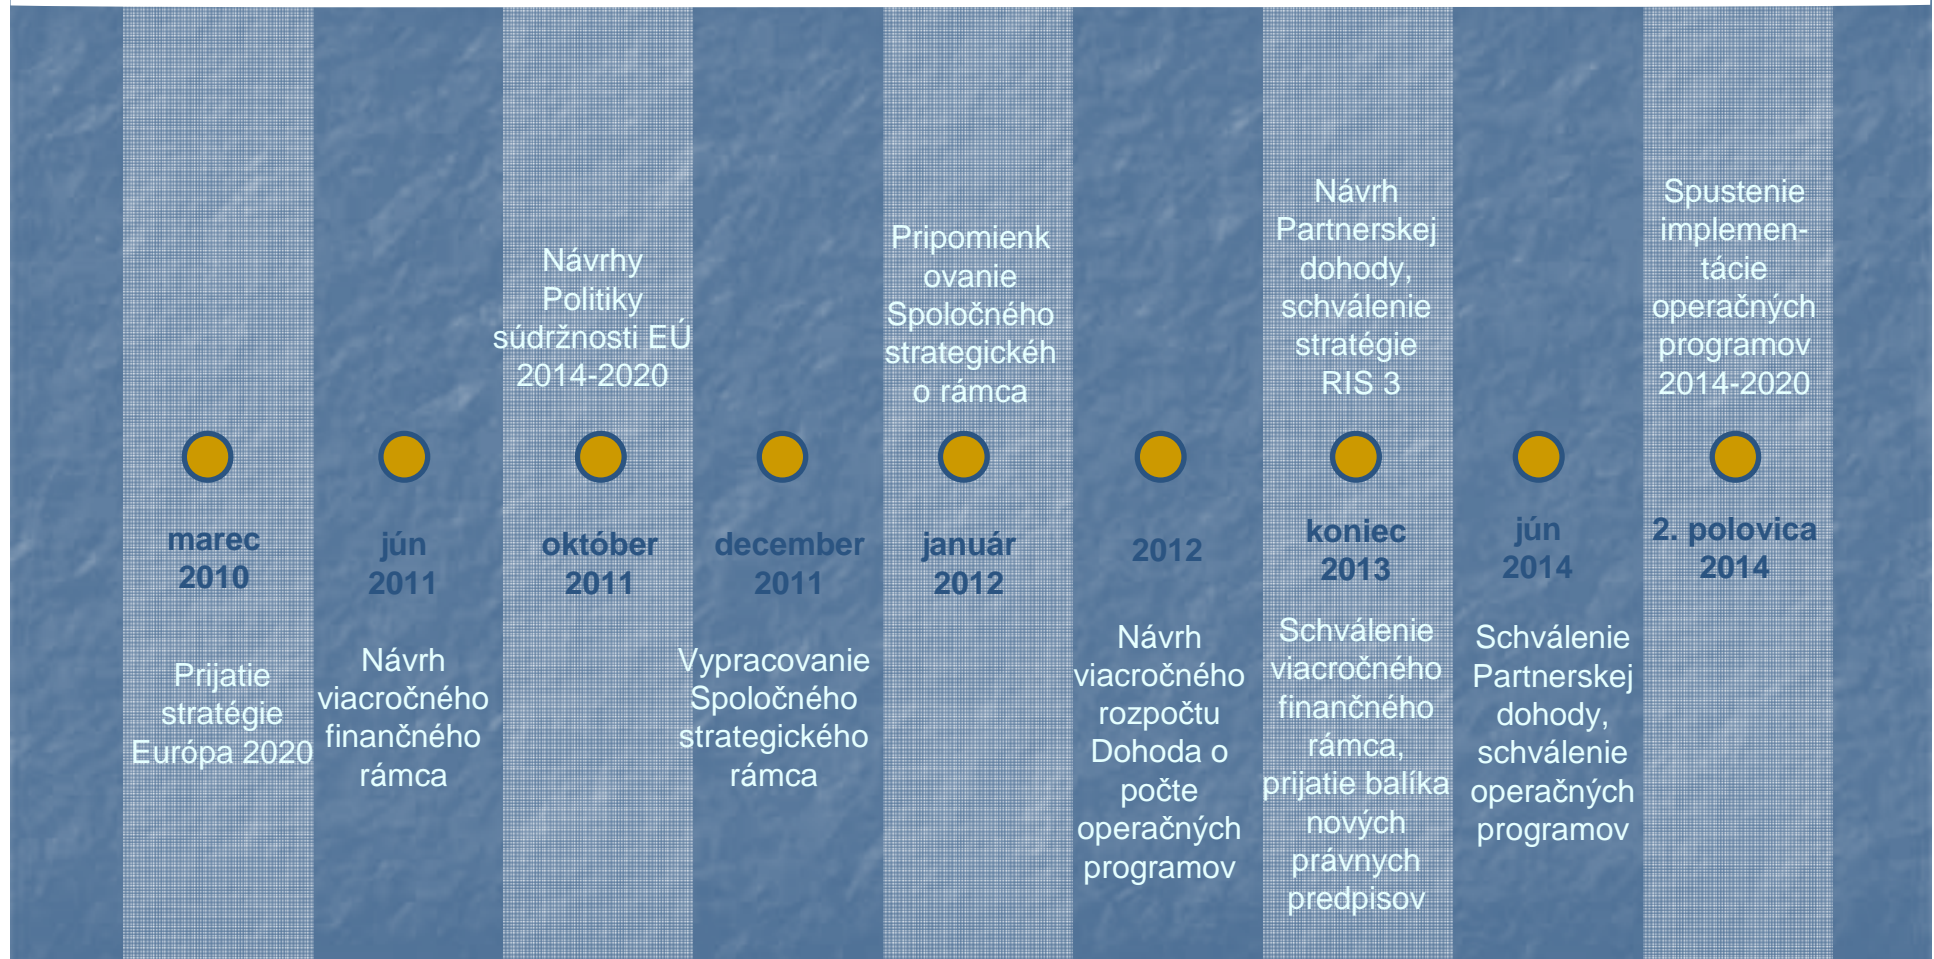 marec
2010
Prijatie
stratégie
Európa 2020
jún
2011
Návrh
viacročného
finančného
rámca
Návrhy
Politiky
súdržnosti EÚ
2014-2020
október
2011
december
2011
Vypracovanie
Spoločného
strategického
rámca
Pripomienk
ovanie
Spoločného
strategickéh
o rámca
január
2012
2012
Návrh
viacročného
rozpočtu
Dohoda o
počte
operačných
programov
Návrh
Partnerskej
dohody,
schválenie
stratégie
RIS 3
koniec
2013
Schválenie
viacročného
finančného
rámca,
prijatie balíka
nových
právnych
predpisov
jún
2014
Schválenie
Partnerskej
dohody,
schválenie
operačných
programov
Spustenie
implemen-
tácie
operačných
programov
2014-2020
2. polovica
2014